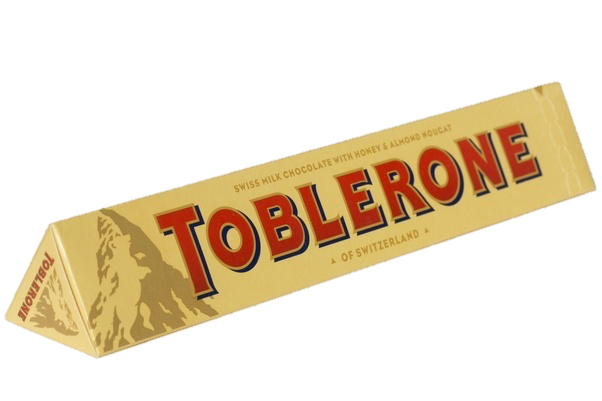 SWISS MILK CHOCOLATE WITH HONEY & ALMOND NOUGAT
TOBLERONE
OF SWITZERLAND
TOBLERONE